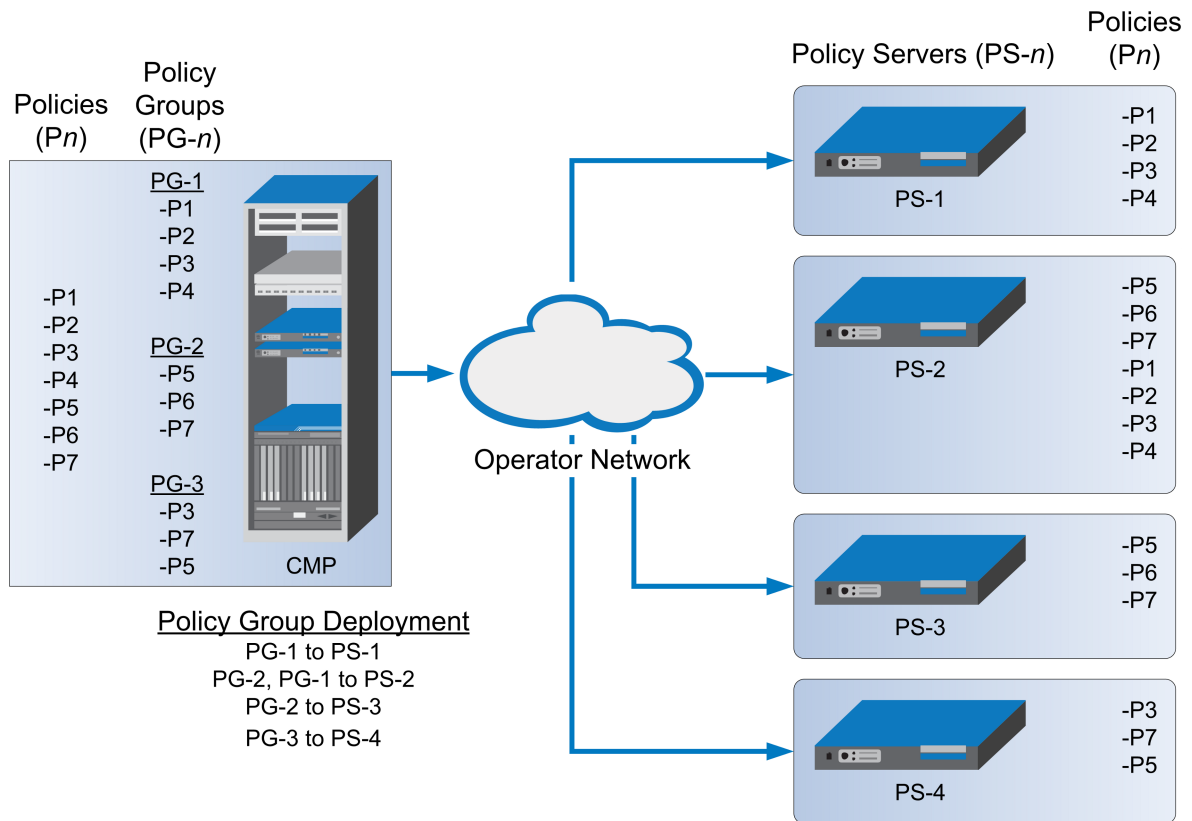 Policies
(Pn)
Policy
Groups
(PG-n)
-P1
-P2
-P3
-P4
-P5
-P6
-P7
PG-1
-P1
-P2
-P3
-P4
PG-2
-P5
-P6
-P7
PG-3
-P3
-P7
-P5
CMP
Policy Group Deployment
PG-1 to PS-1
PG-2, PG-1 to PS-2
PG-2 to PS-3
PG-3 to PS-4
Operator Network
Policy Servers (PS-n)
Policies
(Pn)
PS-1
-P1
-P2
-P3
-P4
PS-2
-P5
-P6
-P7
-P1
-P2
-P3
-P4
PS-3
-P5
-P6
-P7
PS-4
-P3
-P7
-P5